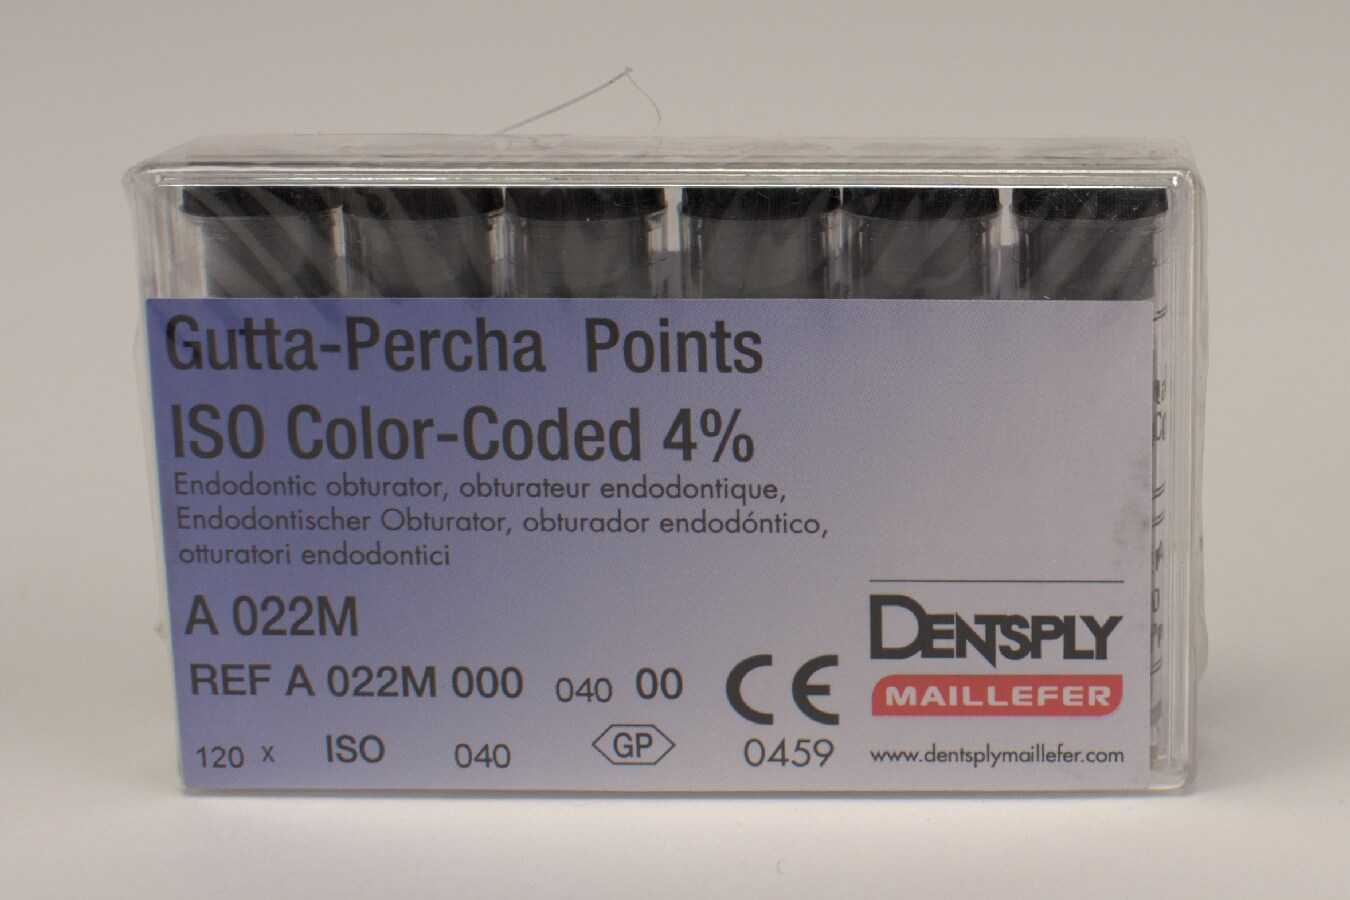 Gutta-Percha Points
ISO Color-Coded 4%
Endodontic obturator, obturateur endodontique,
Endodontischer Obturator, obturador endodóntico,
otturatori endodontici
A 022M
REF A 022M 000 040 00
120 x ISO 040
GP
CE
0459
DENTSPLY
MAILLEFER
www.dentsplymaillefer.com